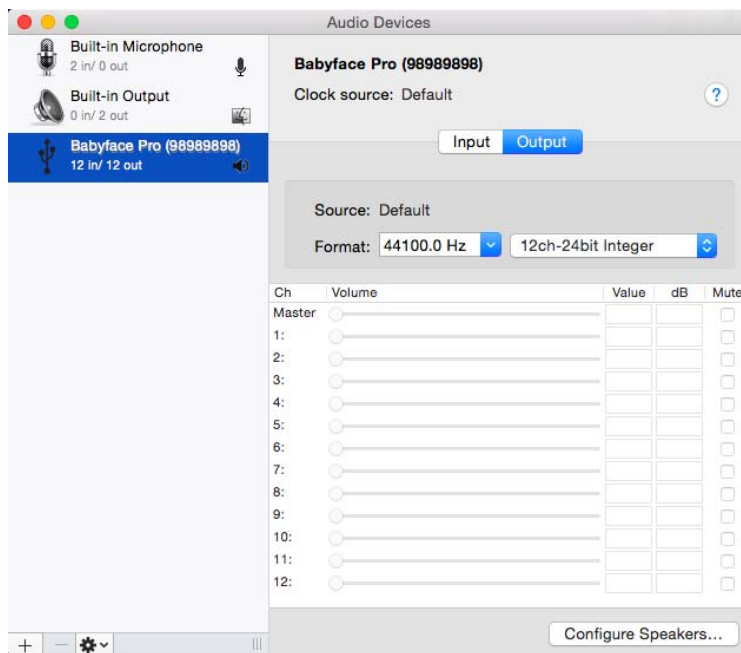 Audio Devices
Built-in Microphone
2 in/ 0 out
Built-in Output
0 in/ 2 out
Babyface Pro (98989898)
12 in/ 12 out
Babyface Pro (98989898)
Clock source: Default
?
Input Output
Source: Default
Format: 44100.0 Hz 12ch-24bit Integer
Ch Volume Value dB Mute
Master
1:
2:
3:
4:
5:
6:
7:
8:
9:
10:
11:
12:
Configure Speakers...